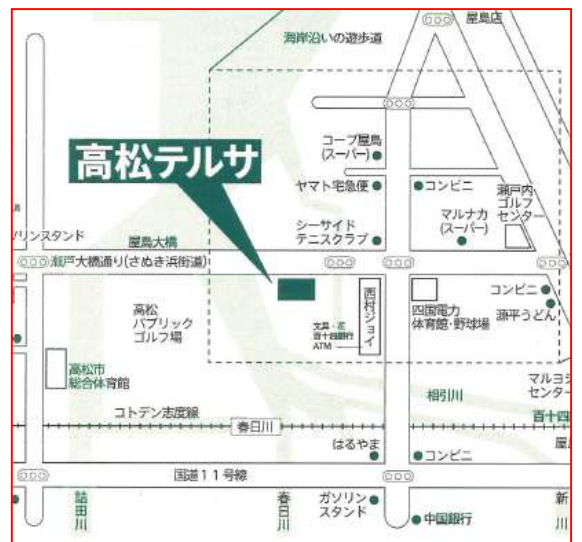 屋島店
海岸沿いの遊歩道
コープ屋島
(スーパー)
高松テルサ
ヤマト宅急便
コンビニ
瀬戸内
ゴルフ
センター
シーサイド
テニスクラブ
マルナカ
(スーパー)
ソリンスタンド
屋島大橋
瀬戸大橋通り(さぬき浜街道)
高松
パブリック
ゴルフ場
文具・花
百十四銀行
ATM
西村ジョイ
四国電力
体育館・野球場
コンビニ
源平うどん
高松市
総合体育館
相引川
マルヨシ
センター
コトデン志度線
春日川
百十四
屋島
はるやま
コンビニ
国道11号線
詰田川
春日川
ガソリン
スタンド
中国銀行
新川